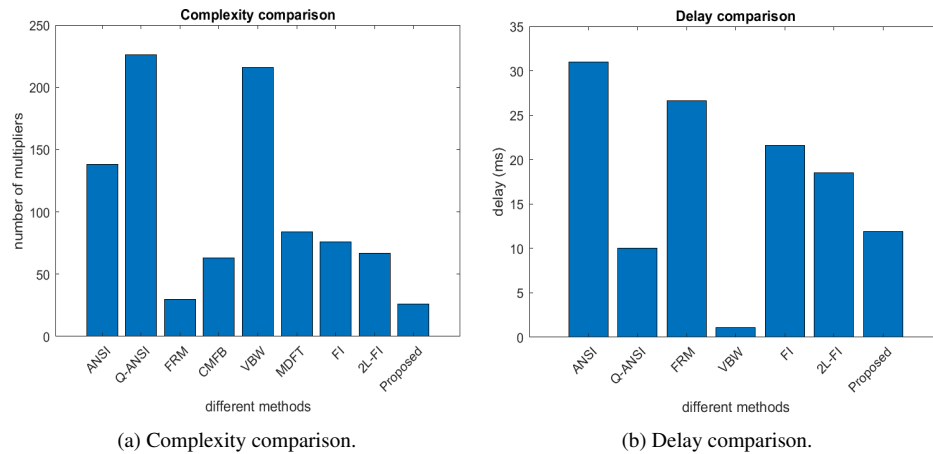 Complexity comparison
250
200
150
100
50
0
number of multipliers
ANSI
Q-ANSI
FRM
CMFB
VBW
MDFT
FI
2L-FI
Proposed
different methods
(a) Complexity comparison.
Delay comparison
35
30
25
20
15
10
5
0
delay (ms)
ANSI
Q-ANSI
FRM
VBW
FI
2L-FI
Proposed
different methods
(b) Delay comparison.